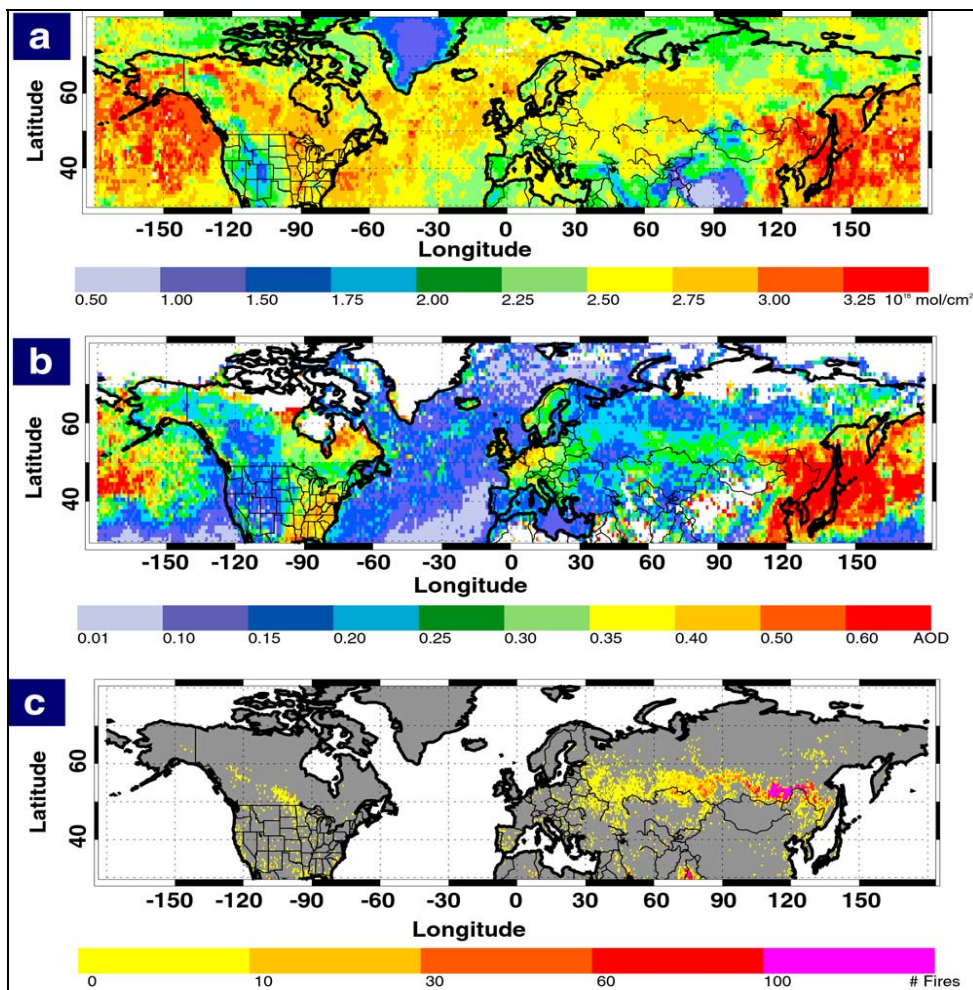 a
Latitude
60
40
-150 -120 -90 -60 -30 0 30 60 90 120 150
Longitude
0.50 1.00 1.50 1.75 2.00 2.25 2.50 2.75 3.00 3.25 10¹⁸ mol/cm²
b
Latitude
60
40
-150 -120 -90 -60 -30 0 30 60 90 120 150
Longitude
0.01 0.10 0.15 0.20 0.25 0.30 0.35 0.40 0.50 0.60 AOD
c
Latitude
60
40
-150 -120 -90 -60 -30 0 30 60 90 120 150
Longitude
0 10 30 60 100 # Fires